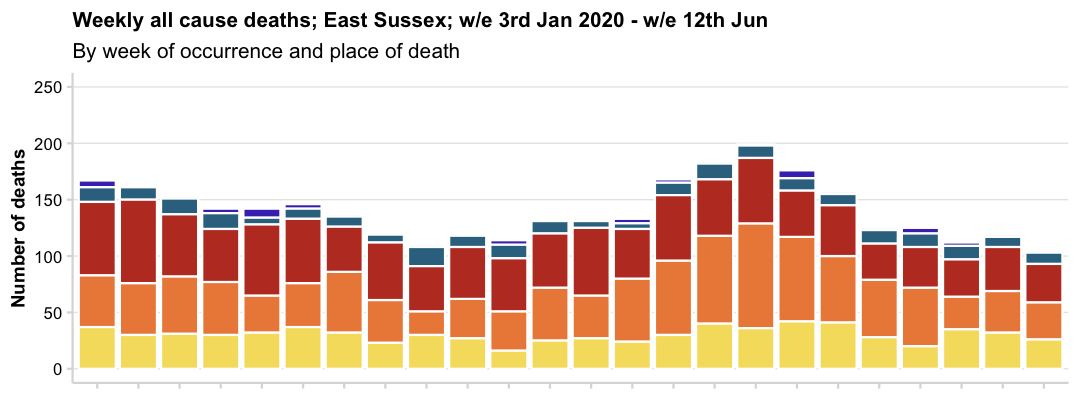 Weekly all cause deaths; East Sussex; w/e 3rd Jan 2020 - w/e 12th Jun
By week of occurrence and place of death
Number of deaths
250
200
150
100
50
0